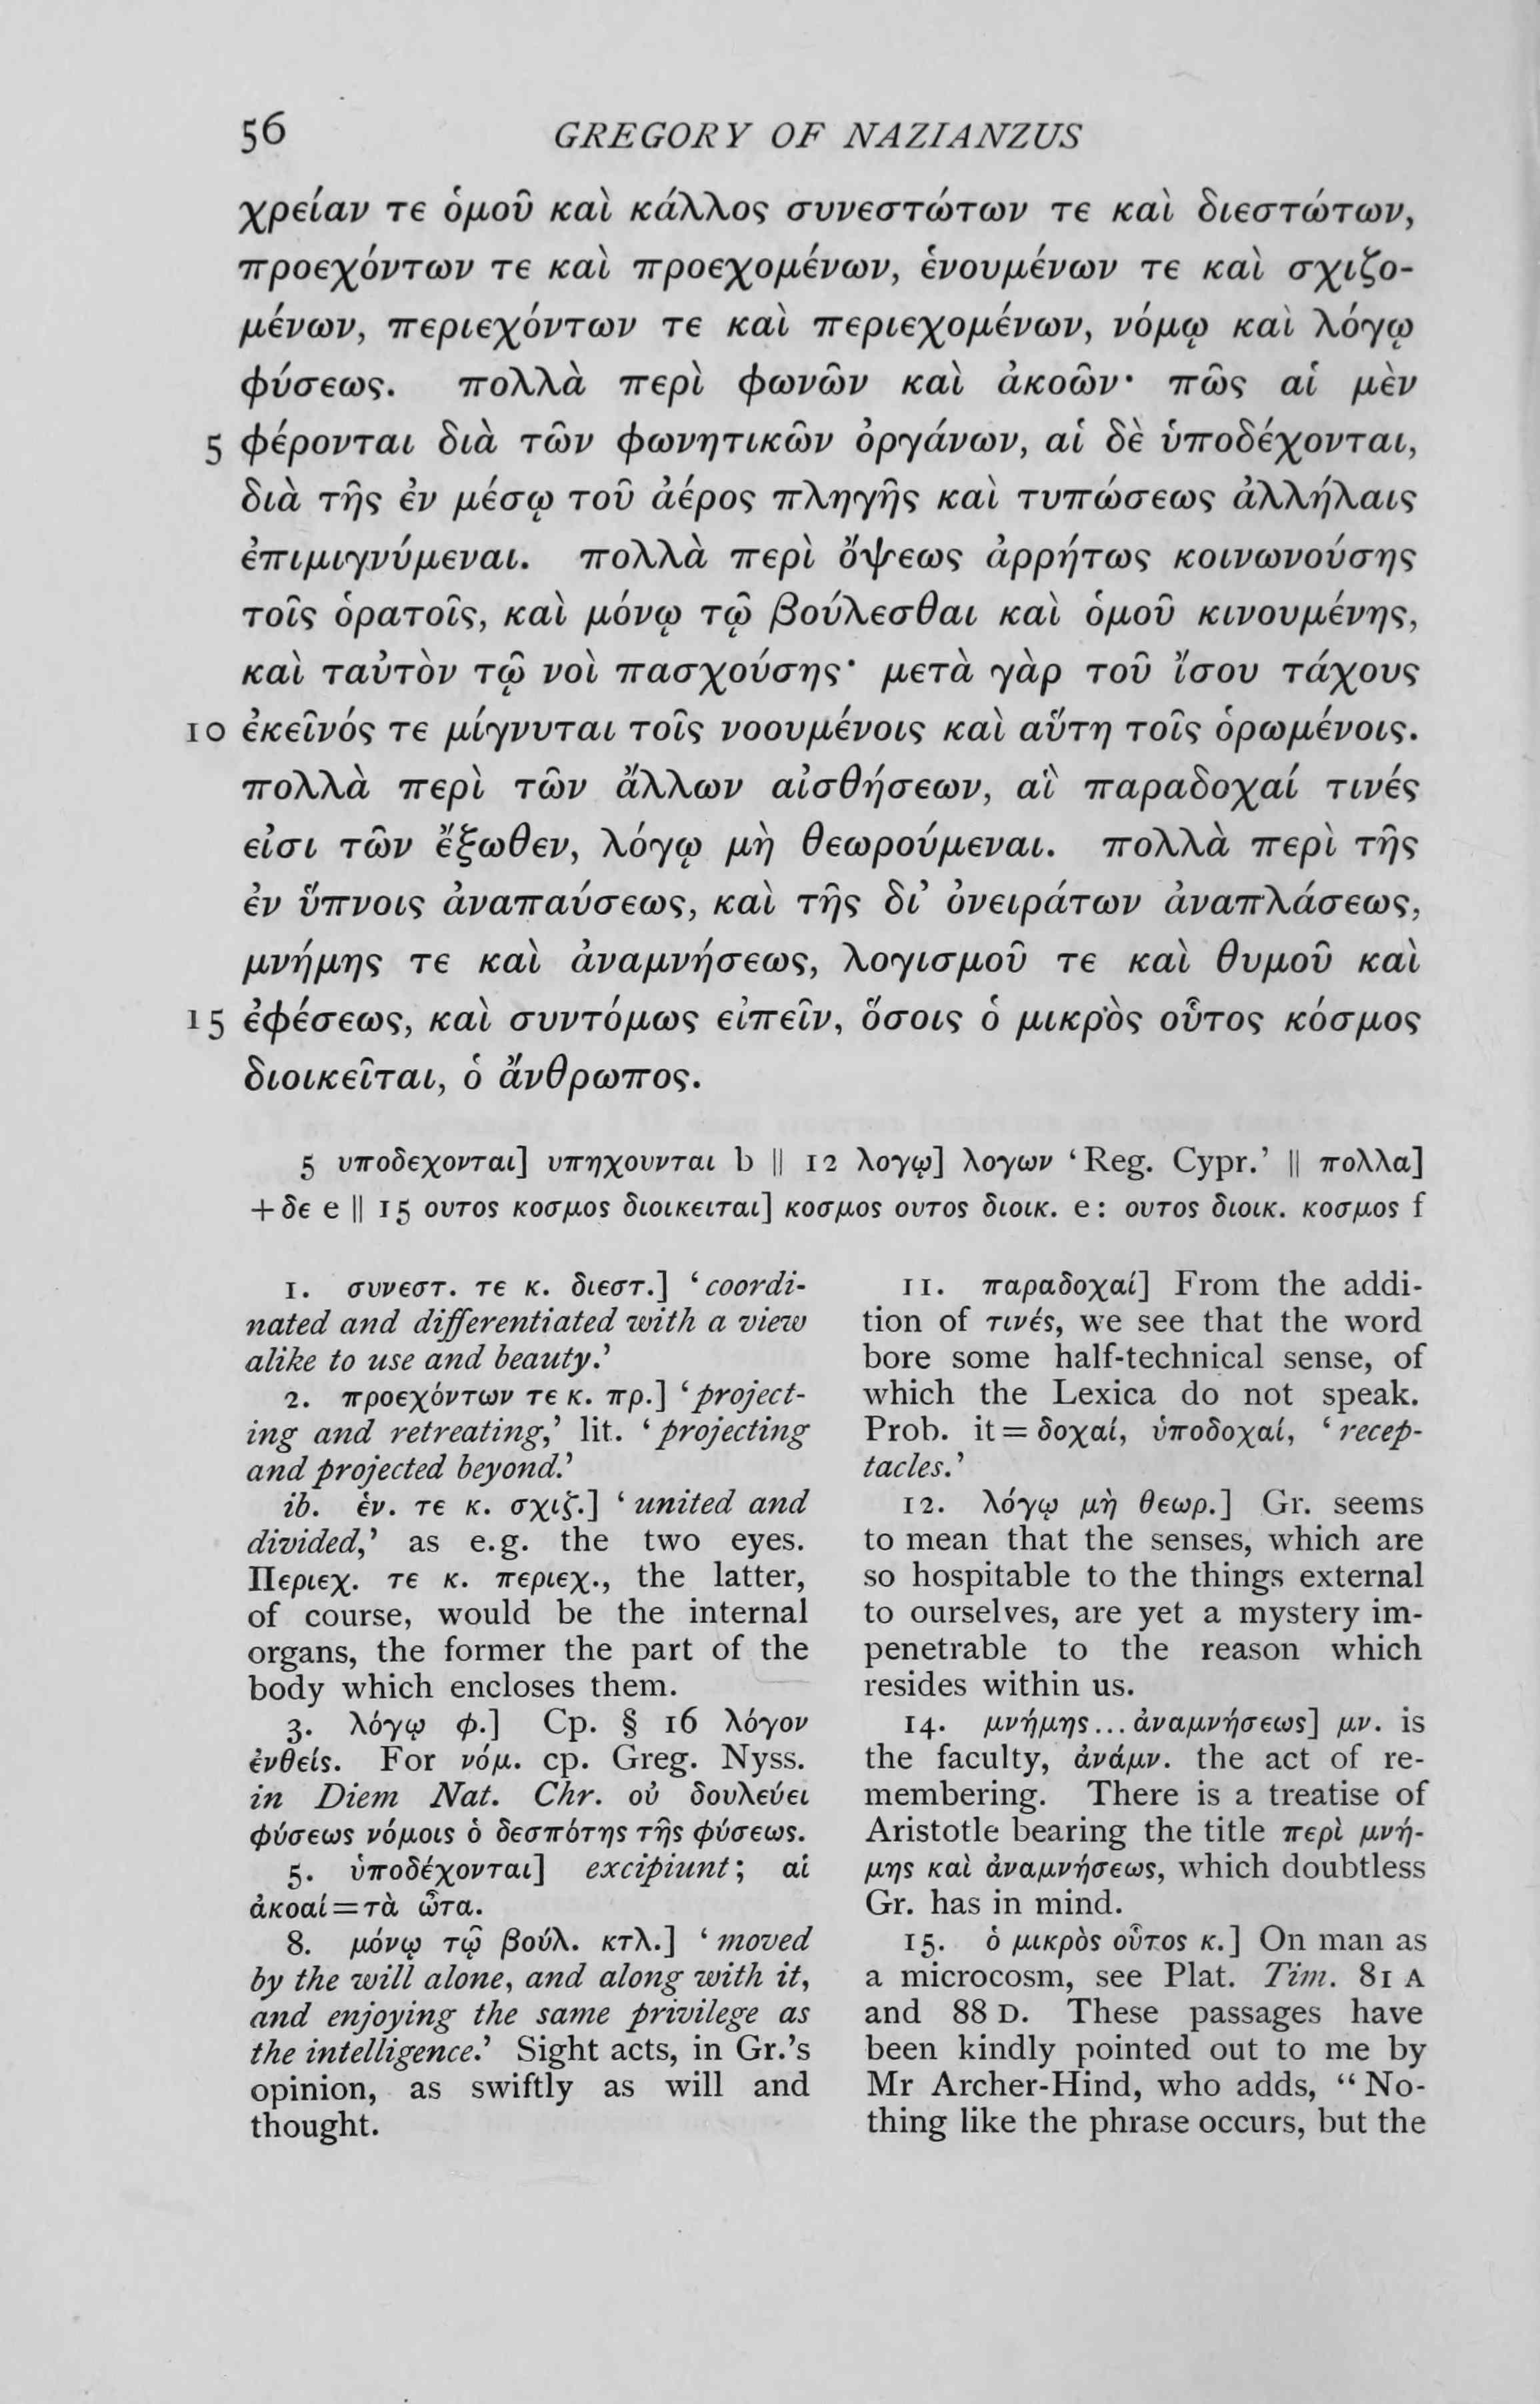 56 GREGORY OF NAZIANZUS
χρείαν τε ὁμοῦ καὶ κάλλος συνεστώτων τε καὶ διεστώτων,
προεχόντων τε καὶ προεχομένων, ἑνουμένων τε καὶ σχιζο-
μένων, περιεχόντων τε καὶ περιεχομένων, νόμῳ καὶ λόγῳ
φύσεως. πολλὰ περὶ φωνῶν καὶ ἀκοῶν· πῶς αἱ μὲν
5 φέρονται διὰ τῶν φωνητικῶν ὀργάνων, αἱ δὲ ὑποδέχονται,
διὰ τῆς ἐν μέσῳ τοῦ ἀέρος πληγῆς καὶ τυπώσεως ἀλλήλαις
ἐπιμιγνύμεναι. πολλὰ περὶ ὄψεως ἀρρήτως κοινωνούσης
τοῖς ὁρατοῖς, καὶ μόνῳ τῷ βούλεσθαι καὶ ὁμοῦ κινουμένης,
καὶ ταὐτὸν τῷ νοὶ πασχούσης· μετὰ γὰρ τοῦ ἴσου τάχους
10 ἐκεῖνός τε μίγνυται τοῖς νοουμένοις καὶ αὕτη τοῖς ὁρωμένοις.
πολλὰ περὶ τῶν ἄλλων αἰσθήσεων, αἳ παραδοχαί τινές
εἰσι τῶν ἔξωθεν, λόγῳ μὴ θεωρούμεναι. πολλὰ περὶ τῆς
ἐν ὕπνοις ἀναπαύσεως, καὶ τῆς δι’ ὀνειράτων ἀναπλάσεως,
μνήμης τε καὶ ἀναμνήσεως, λογισμοῦ τε καὶ θυμοῦ καὶ
15 ἐφέσεως, καὶ συντόμως εἰπεῖν, ὅσοις ὁ μικρὸς οὗτος κόσμος
διοικεῖται, ὁ ἄνθρωπος.
5 υποδεχονται] υπηχουνται b || 12 λογῳ] λογων ‘Reg. Cypr.’ || πολλα]
+ δε e || 15 ουτος κοσμος διοικειται] κοσμος ουτος διοικ. e : ουτος διοικ. κοσμος f
1. συνεστ. τε κ. διεστ.] ‘coordi-
nated and differentiated with a view
alike to use and beauty.’
2. προεχόντων τε κ. πρ.] ‘project-
ing and retreating,’ lit. ‘projecting
and projected beyond.’
ib. ἑν. τε κ. σχιζ.] ‘united and
divided,’ as e.g. the two eyes.
Περιεχ. τε κ. περιεχ., the latter,
of course, would be the internal
organs, the former the part of the
body which encloses them.
3. λόγῳ φ.] Cp. § 16 λόγον
ἐνθείς. For νόμ. cp. Greg. Nyss.
in Diem Nat. Chr. οὐ δουλεύει
φύσεως νόμοις ὁ δεσπότης τῆς φύσεως.
5. ὑποδέχονται] excipiunt; αἱ
ἀκοαί = τὰ ὦτα.
8. μόνῳ τῷ βούλ. κτλ.] ‘moved
by the will alone, and along with it,
and enjoying the same privilege as
the intelligence.’ Sight acts, in Gr.’s
opinion, as swiftly as will and
thought.
11. παραδοχαί] From the addi-
tion of τινές, we see that the word
bore some half-technical sense, of
which the Lexica do not speak.
Prob. it = δοχαί, ὑποδοχαί, ‘recep-
tacles.’
12. λόγῳ μὴ θεωρ.] Gr. seems
to mean that the senses, which are
so hospitable to the things external
to ourselves, are yet a mystery im-
penetrable to the reason which
resides within us.
14. μνήμης...ἀναμνήσεως] μν. is
the faculty, ἀνάμν. the act of re-
membering. There is a treatise of
Aristotle bearing the title περὶ μνή-
μης καὶ ἀναμνήσεως, which doubtless
Gr. has in mind.
15. ὁ μικρὸς οὗτος κ.] On man as
a microcosm, see Plat. Tim. 81 A
and 88 D. These passages have
been kindly pointed out to me by
Mr Archer-Hind, who adds, “No-
thing like the phrase occurs, but the